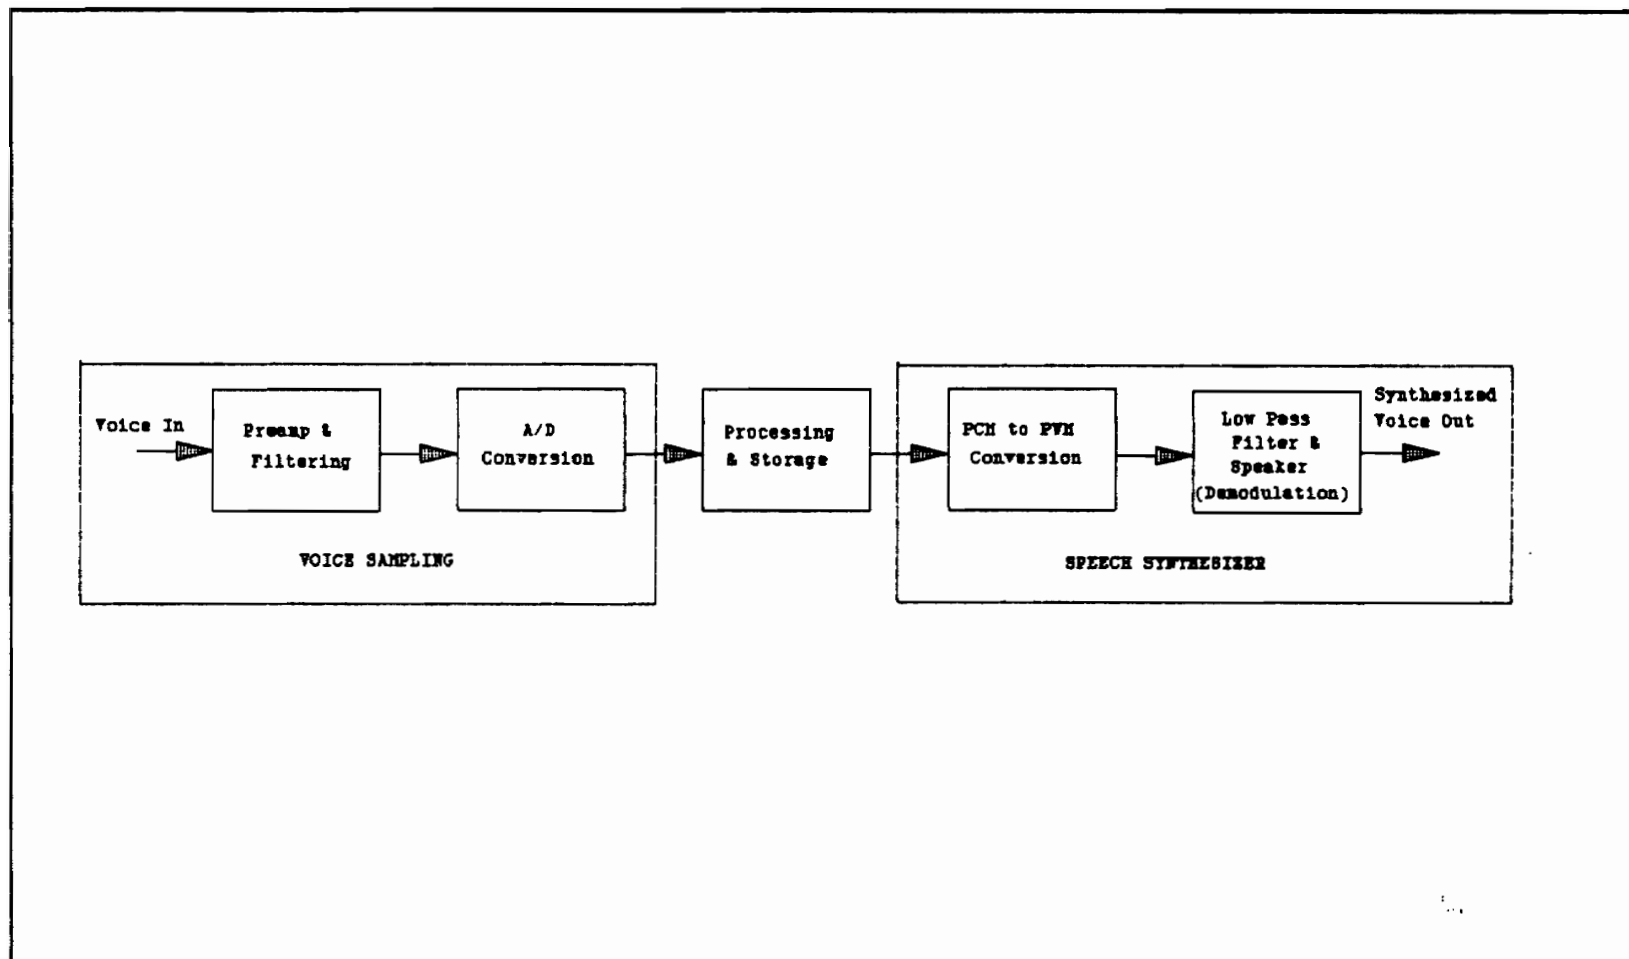 Voice In
Preamp &
Filtering
A/D
Conversion
VOICE SAMPLING
Processing
& Storage
PCM to PWM
Conversion
Low Pass
Filter &
Speaker
(Demodulation)
SPEECH SYNTHESIZER
Synthesized
Voice Out